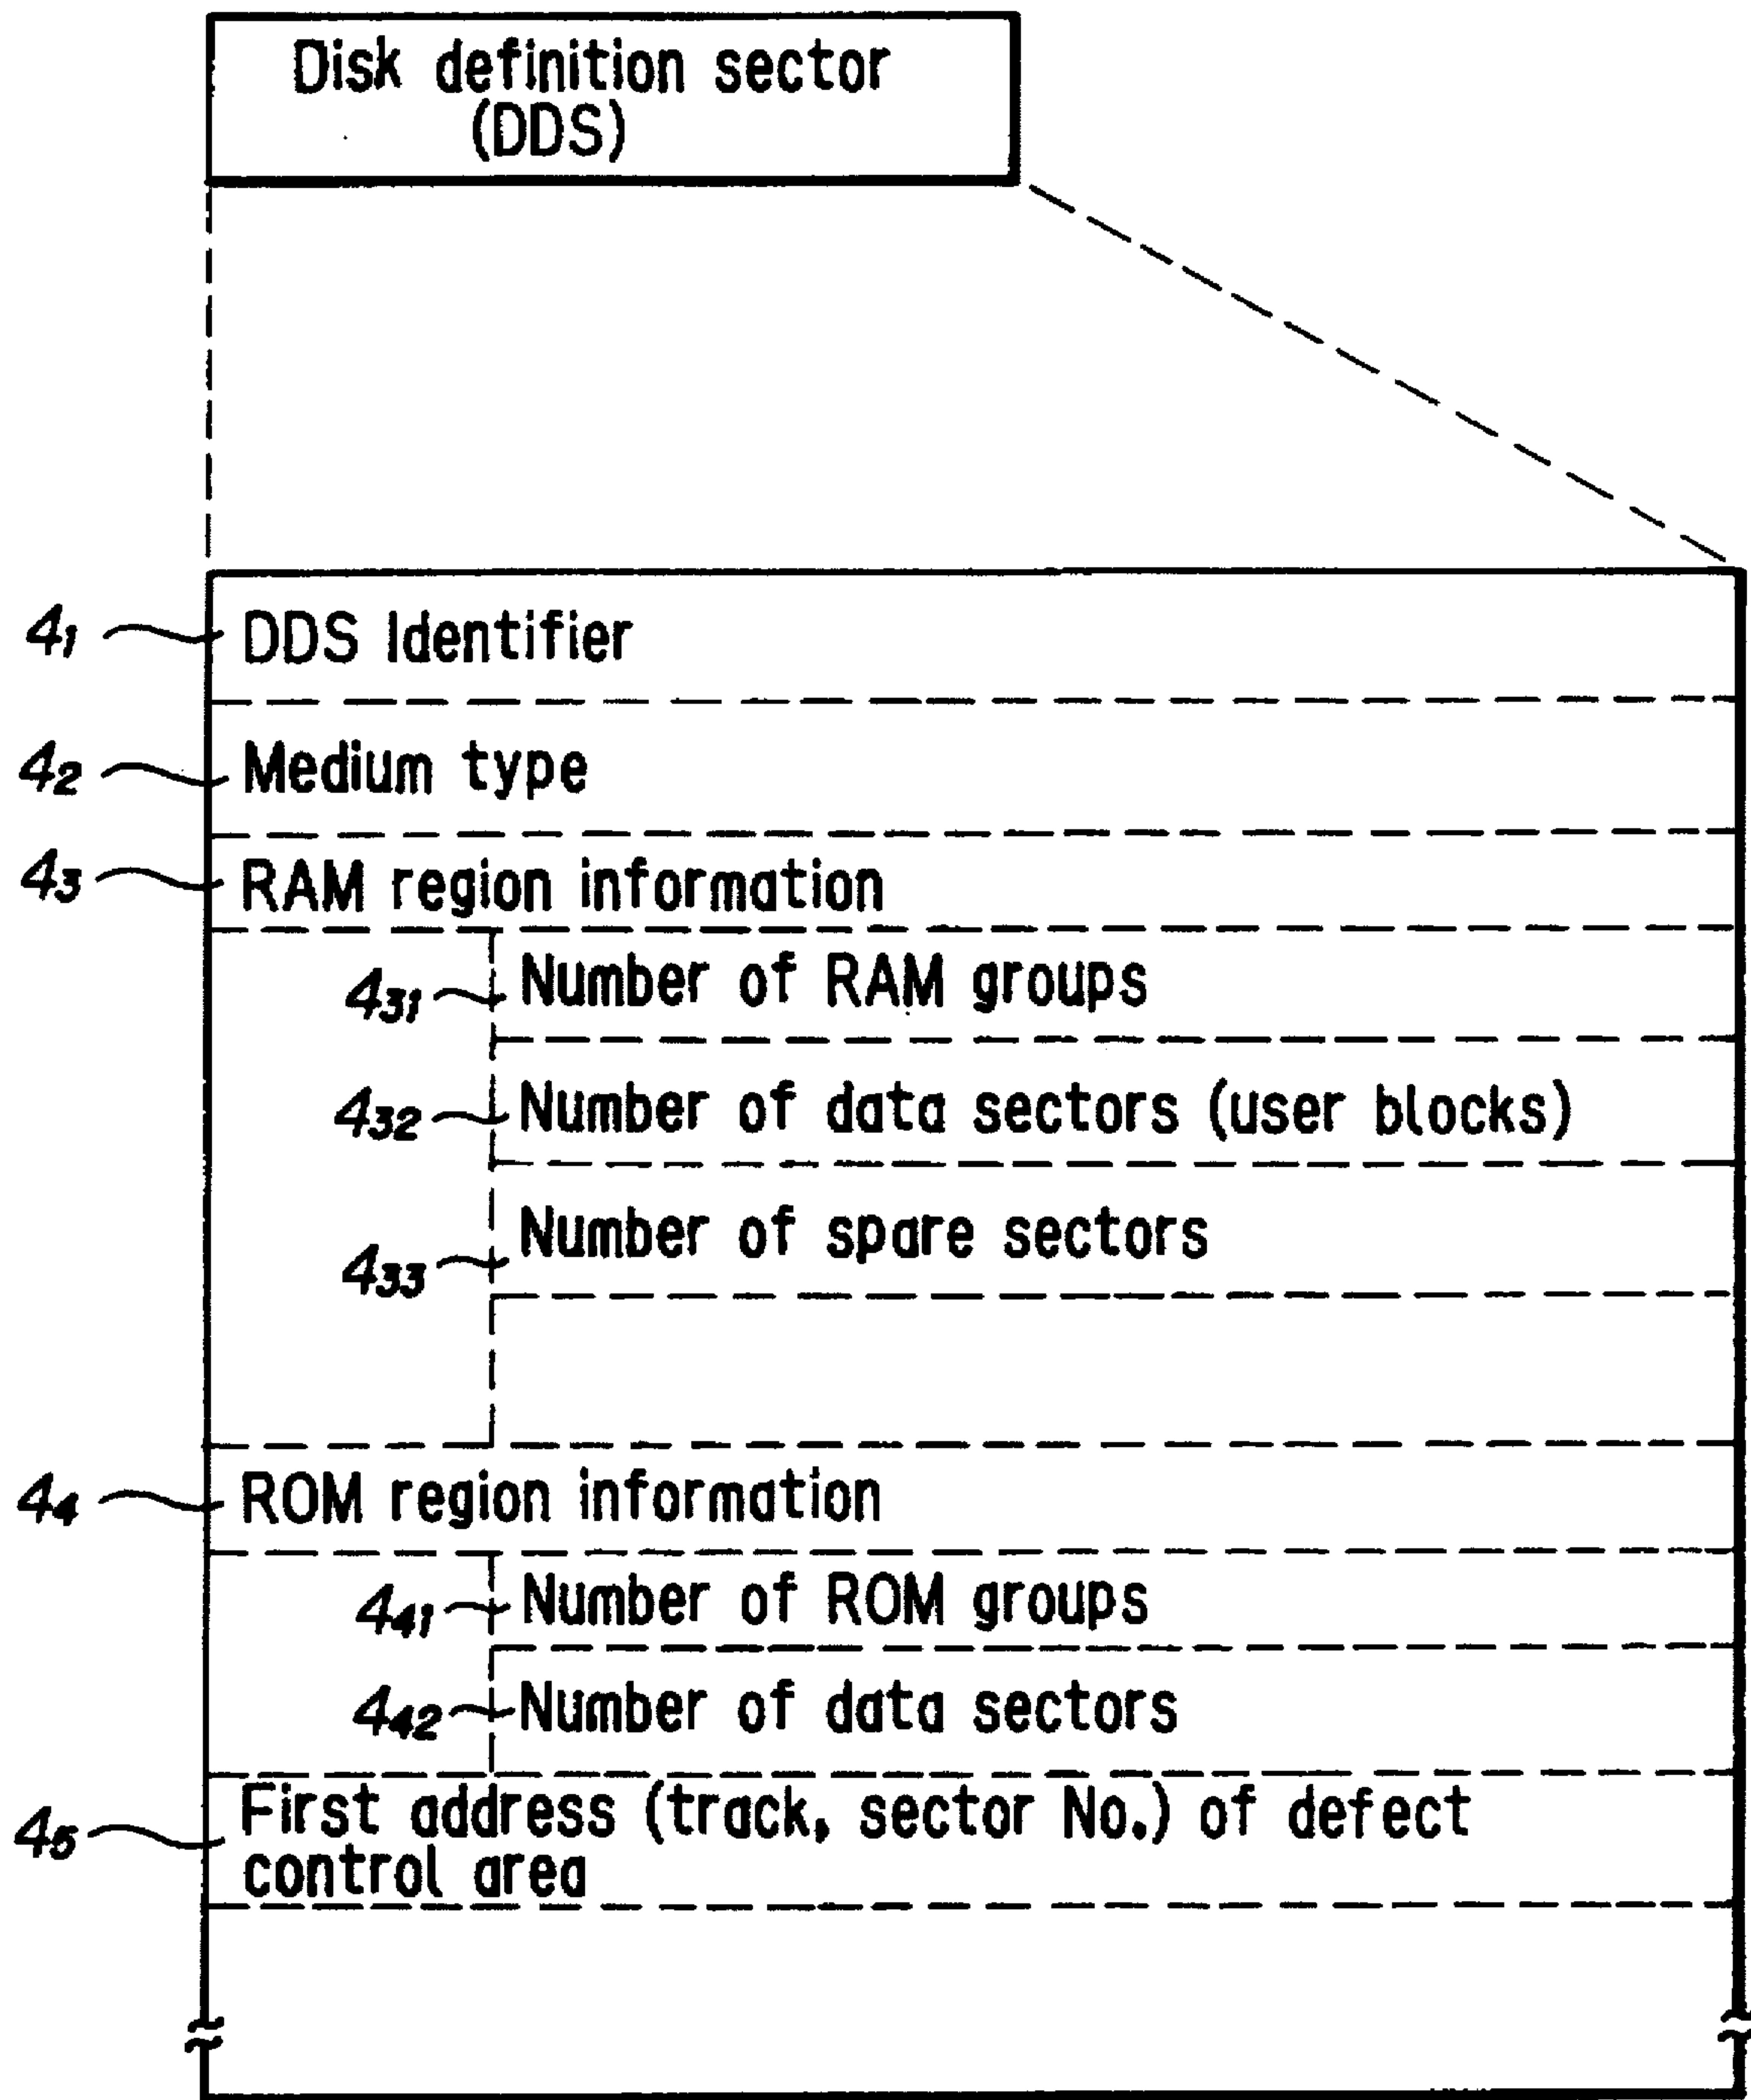 Disk definition sector
(DDS)
4₁ DDS Identifier
4₂ Medium type
4₃ RAM region information
4₃₁ Number of RAM groups
4₃₂ Number of data sectors (user blocks)
4₃₃ Number of spare sectors
4₄ ROM region information
4₄₁ Number of ROM groups
4₄₂ Number of data sectors
4₅ First address (track, sector No.) of defect
control area